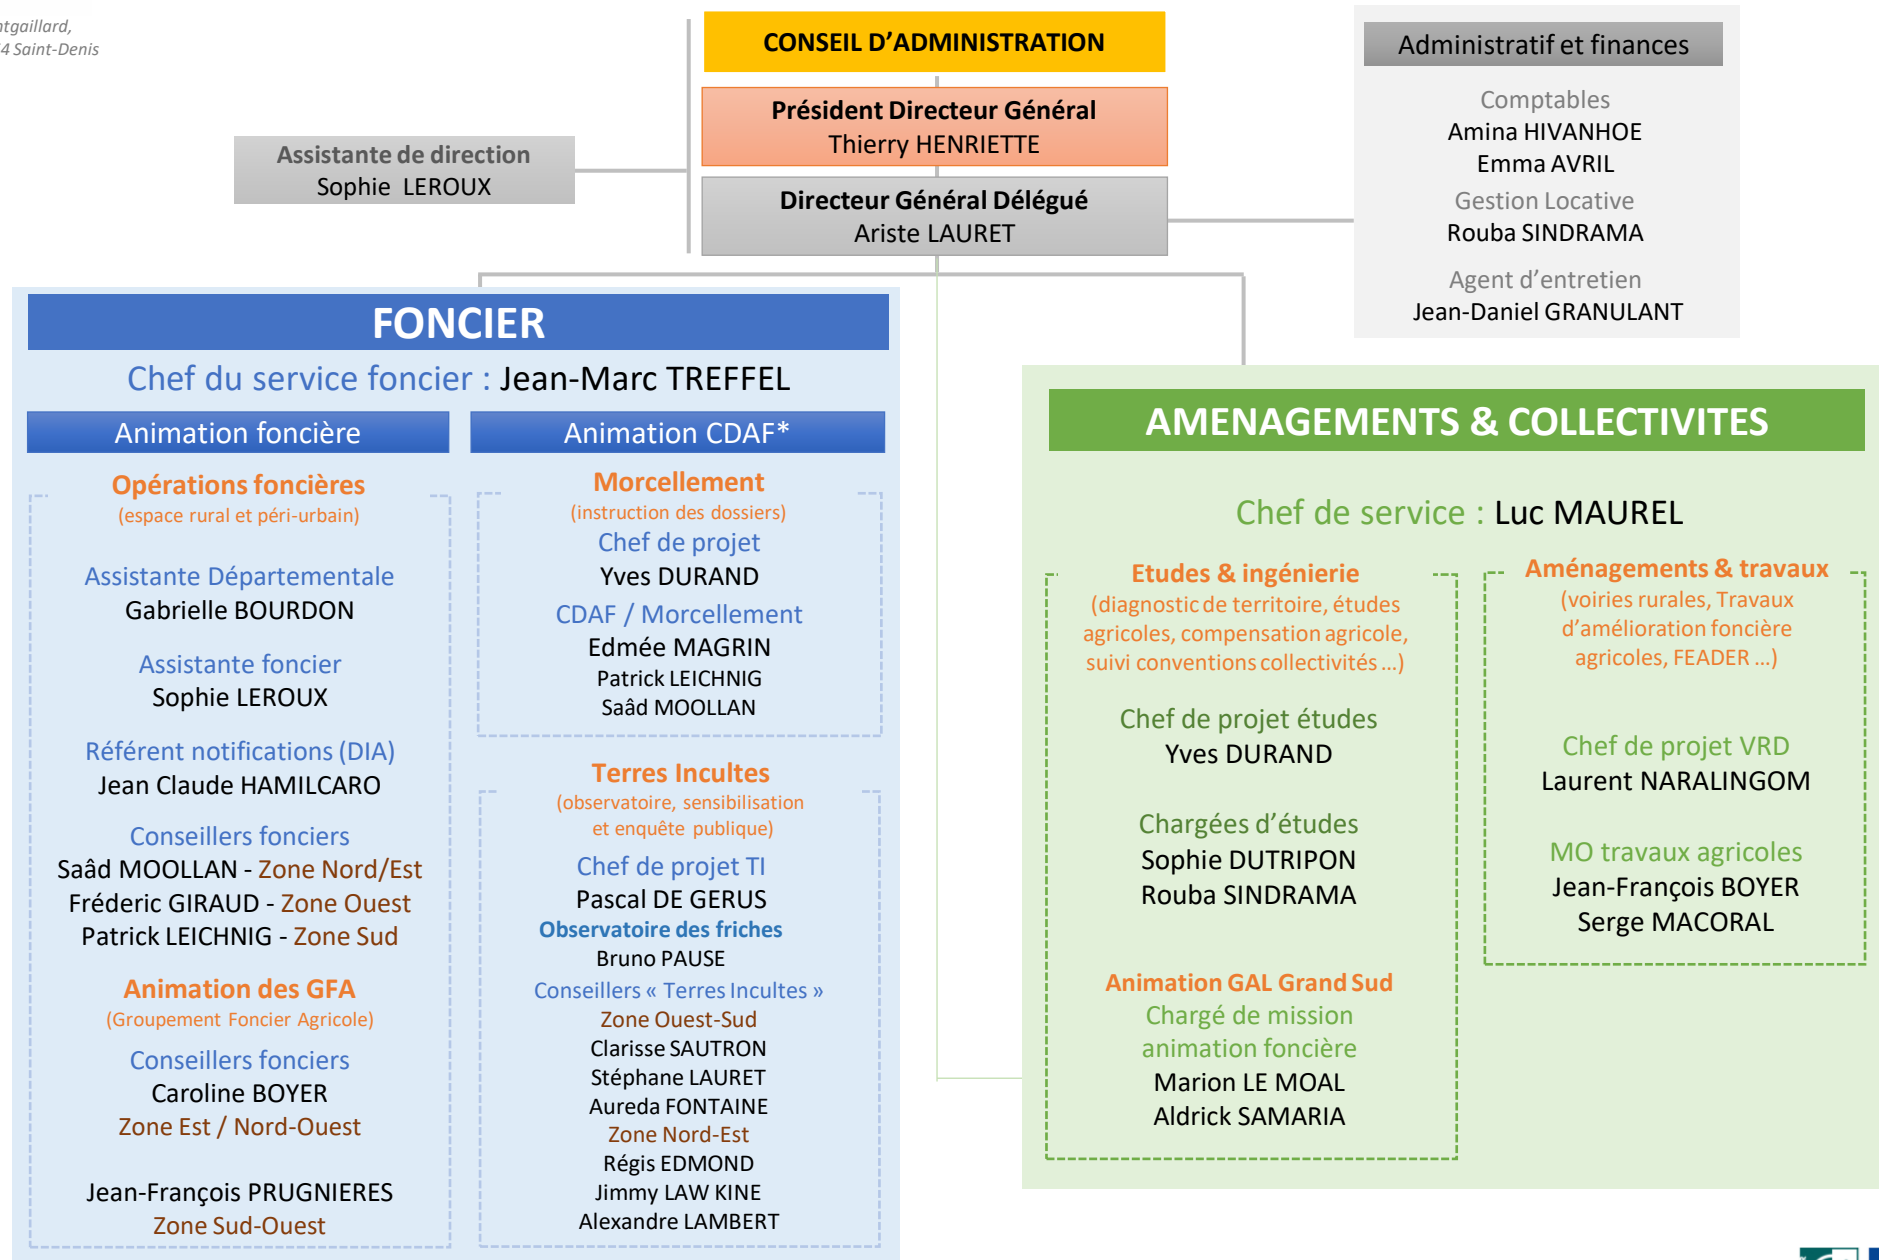 ntgaillard,
4 Saint-Denis
CONSEIL D’ADMINISTRATION
Président Directeur Général
Thierry HENRIETTE
Assistante de direction
Sophie LEROUX
Directeur Général Délégué
Ariste LAURET
Administratif et finances
Comptables
Amina HIVANHOE
Emma AVRIL
Gestion Locative
Rouba SINDRAMA
Agent d’entretien
Jean-Daniel GRANULANT
FONCIER
Chef du service foncier : Jean-Marc TREFFEL
Animation foncière
Opérations foncières
(espace rural et péri-urbain)
Assistante Départementale
Gabrielle BOURDON
Assistante foncier
Sophie LEROUX
Référent notifications (DIA)
Jean Claude HAMILCARO
Conseillers fonciers
Saâd MOOLLAN - Zone Nord/Est
Fréderic GIRAUD - Zone Ouest
Patrick LEICHNIG - Zone Sud
Animation des GFA
(Groupement Foncier Agricole)
Conseillers fonciers
Caroline BOYER
Zone Est / Nord-Ouest
Jean-François PRUGNIERES
Zone Sud-Ouest
Animation CDAF*
Morcellement
(instruction des dossiers)
Chef de projet
Yves DURAND
CDAF / Morcellement
Edmée MAGRIN
Patrick LEICHNIG
Saâd MOOLLAN
Terres Incultes
(observatoire, sensibilisation
et enquête publique)
Chef de projet TI
Pascal DE GERUS
Observatoire des friches
Bruno PAUSE
Conseillers « Terres Incultes »
Zone Ouest-Sud
Clarisse SAUTRON
Stéphane LAURET
Aureda FONTAINE
Zone Nord-Est
Régis EDMOND
Jimmy LAW KINE
Alexandre LAMBERT
AMENAGEMENTS & COLLECTIVITES
Chef de service : Luc MAUREL
Etudes & ingénierie
(diagnostic de territoire, études
agricoles, compensation agricole,
suivi conventions collectivités …)
Chef de projet études
Yves DURAND
Chargées d’études
Sophie DUTRIPON
Rouba SINDRAMA
Animation GAL Grand Sud
Chargé de mission
animation foncière
Marion LE MOAL
Aldrick SAMARIA
Aménagements & travaux
(voiries rurales, Travaux
d’amélioration foncière
agricoles, FEADER …)
Chef de projet VRD
Laurent NARALINGOM
MO travaux agricoles
Jean-François BOYER
Serge MACORAL